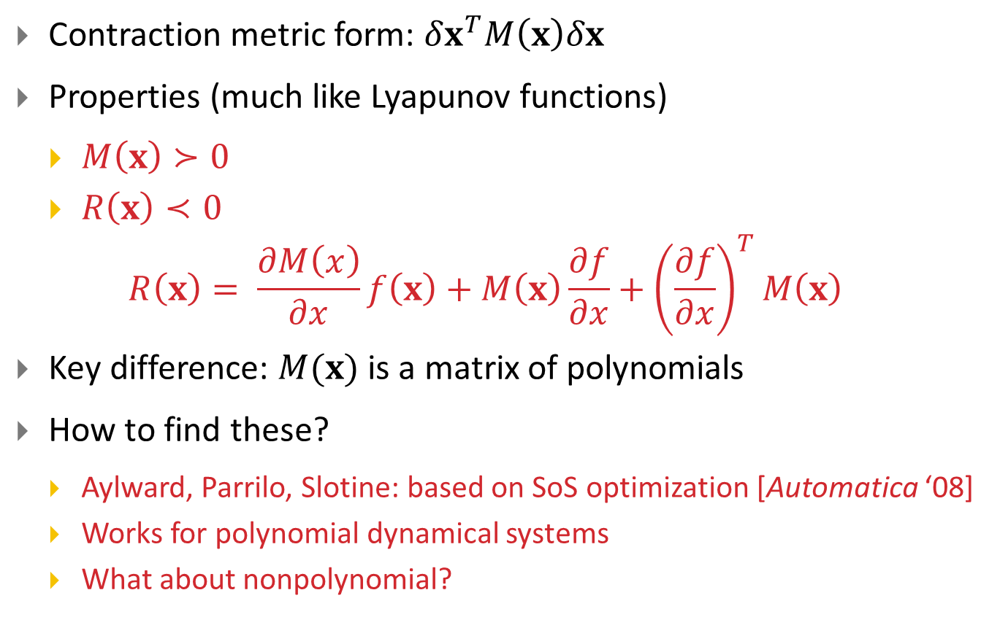 Contraction metric form: $\delta\mathbf{x}^T M(\mathbf{x})\delta\mathbf{x}$
Properties (much like Lyapunov functions)
$M(\mathbf{x}) \succ 0$
$R(\mathbf{x}) \prec 0$
$R(\mathbf{x}) = \frac{\partial M(x)}{\partial x} f(\mathbf{x}) + M(\mathbf{x}) \frac{\partial f}{\partial x} + \left(\frac{\partial f}{\partial x}\right)^T M(\mathbf{x})$
Key difference: $M(\mathbf{x})$ is a matrix of polynomials
How to find these?
Aylward, Parrilo, Slotine: based on SoS optimization [Automatica ‘08]
Works for polynomial dynamical systems
What about nonpolynomial?